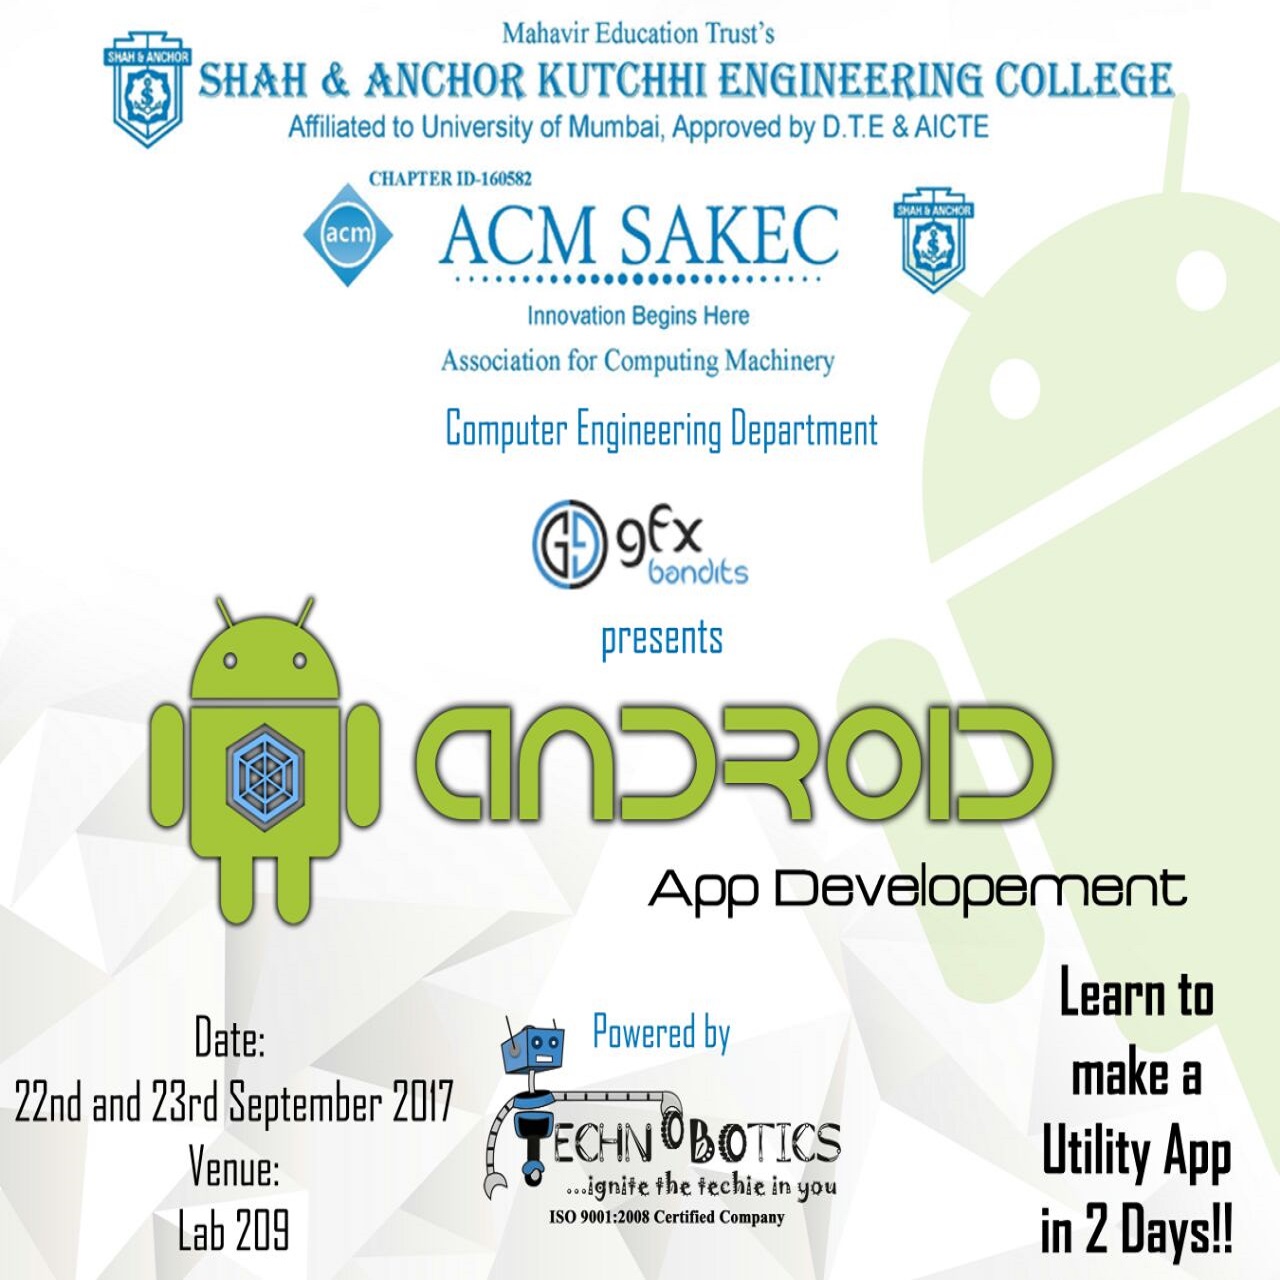 Mahavir Education Trust's
SHAH & ANCHOR
SHAH & ANCHOR KUTCHHI ENGINEERING COLLEGE
Affiliated to University of Mumbai, Approved by D.T.E & AICTE
CHAPTER ID-160582
acm
ACM SAKEC
SHAH & ANCHOR
Innovation Begins Here
Association for Computing Machinery
Computer Engineering Department
gfx
bandits
presents
ANDROID
App Developement
Date:
22nd and 23rd September 2017
Venue:
Lab 209
Powered by
TECHNOBOTICS
...ignite the techie in you
ISO 9001:2008 Certified Company
Learn to
make a
Utility App
in 2 Days!!